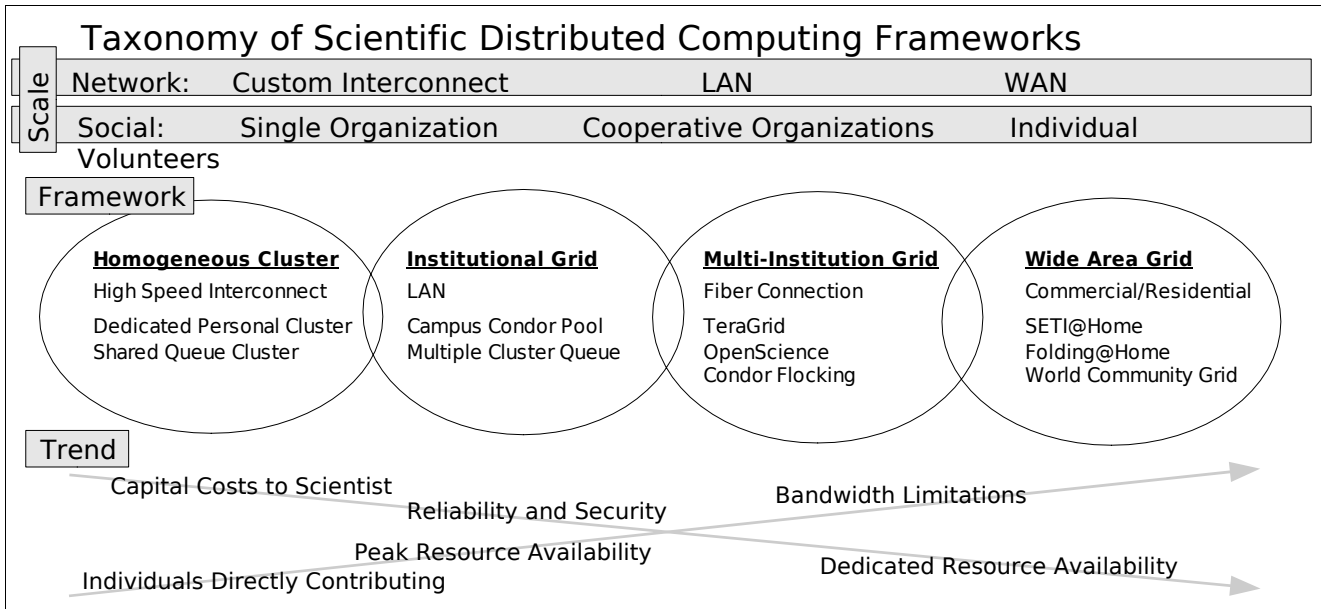 Taxonomy of Scientific Distributed Computing Frameworks
Scale
Network: Custom Interconnect LAN WAN
Social: Single Organization Cooperative Organizations Individual
Volunteers
Framework
Homogeneous Cluster
High Speed Interconnect
Dedicated Personal Cluster
Shared Queue Cluster
Institutional Grid
LAN
Campus Condor Pool
Multiple Cluster Queue
Multi-Institution Grid
Fiber Connection
TeraGrid
OpenScience
Condor Flocking
Wide Area Grid
Commercial/Residential
SETI@Home
Folding@Home
World Community Grid
Trend
Capital Costs to Scientist
Reliability and Security
Bandwidth Limitations
Peak Resource Availability
Individuals Directly Contributing
Dedicated Resource Availability